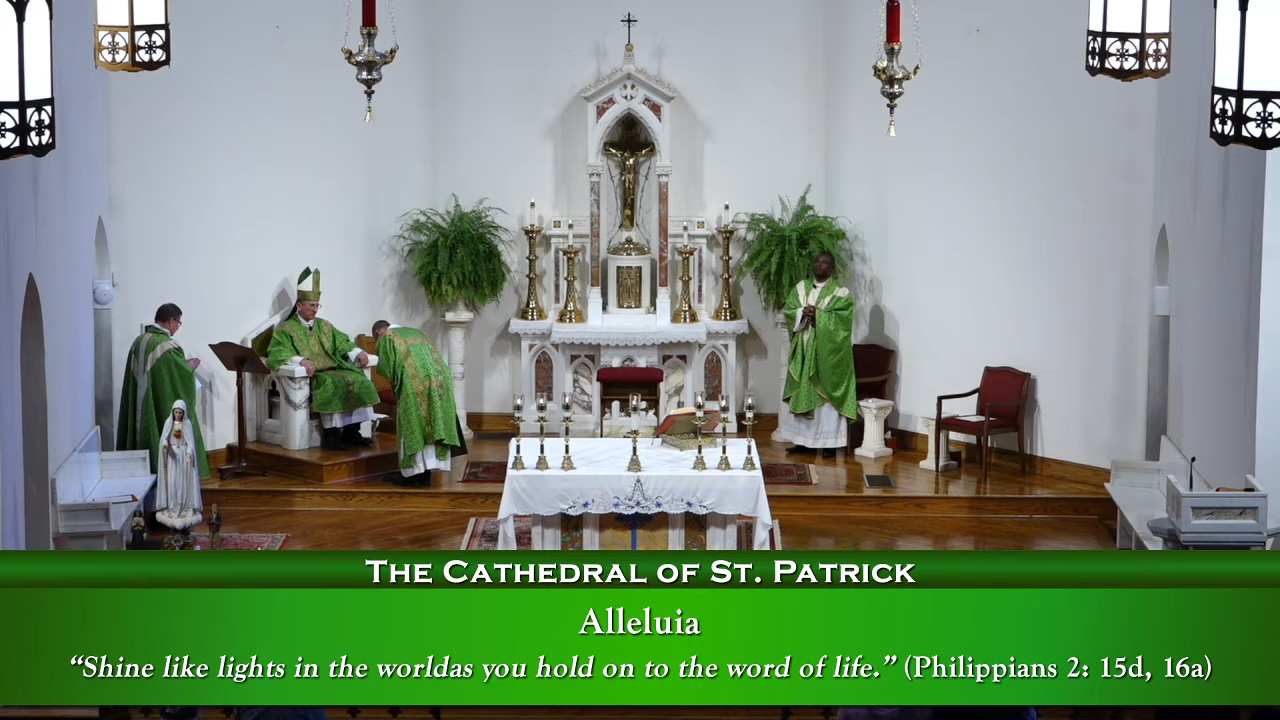 The Cathedral of St. Patrick
Alleluia
“Shine like lights in the worldas you hold on to the word of life.” (Philippians 2: 15d, 16a)